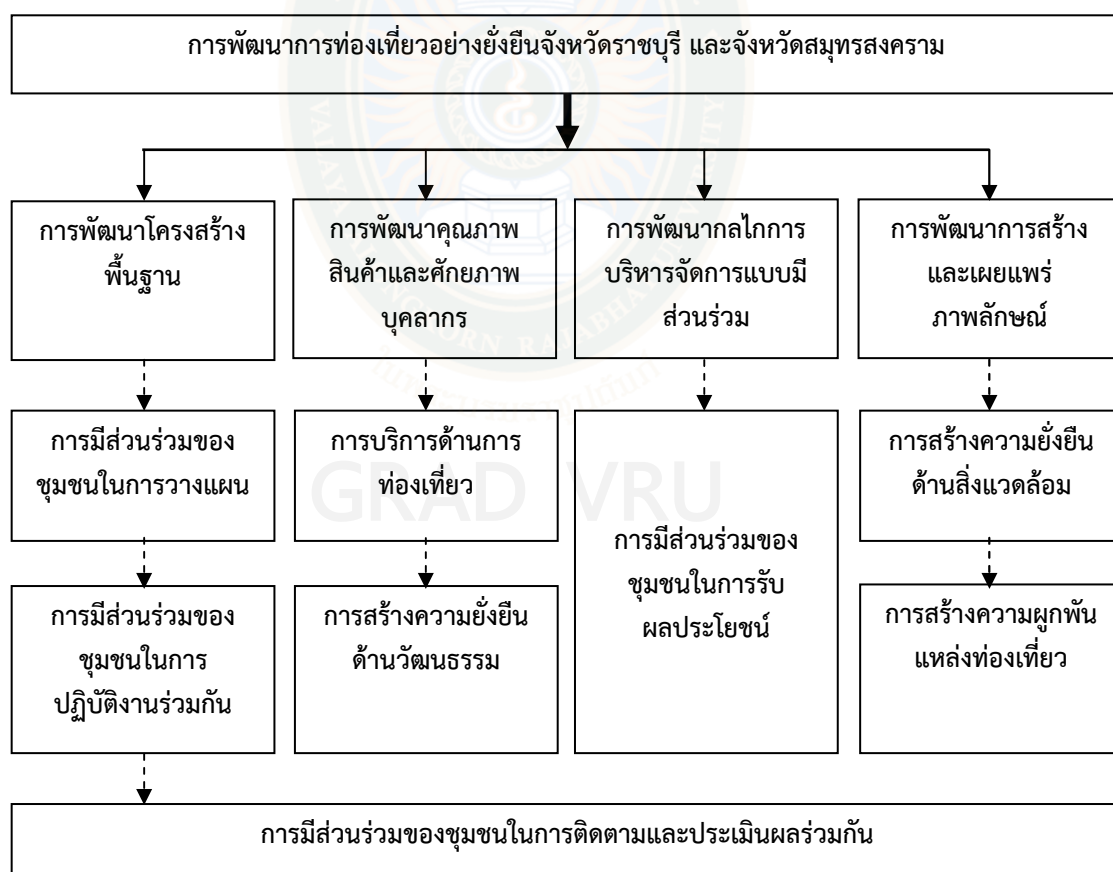 การพัฒนาการท่องเที่ยวอย่างยั่งยืนจังหวัดราชบุรี และจังหวัดสมุทรสงคราม
การพัฒนาโครงสร้าง
พื้นฐาน
การพัฒนาคุณภาพ
สินค้าและศักยภาพ
บุคลากร
การพัฒนากลไกการ
บริหารจัดการแบบมี
ส่วนร่วม
การพัฒนาการสร้าง
และเผยแพร่
ภาพลักษณ์
การมีส่วนร่วมของ
ชุมชนในการวางแผน
การบริการด้านการ
ท่องเที่ยว
การมีส่วนร่วมของ
ชุมชนในการรับ
ผลประโยชน์
การสร้างความยั่งยืน
ด้านสิ่งแวดล้อม
การมีส่วนร่วมของ
ชุมชนในการ
ปฏิบัติงานร่วมกัน
การสร้างความยั่งยืน
ด้านวัฒนธรรม
การสร้างความผูกพัน
แหล่งท่องเที่ยว
การมีส่วนร่วมของชุมชนในการติดตามและประเมินผลร่วมกัน
GRAD VRU